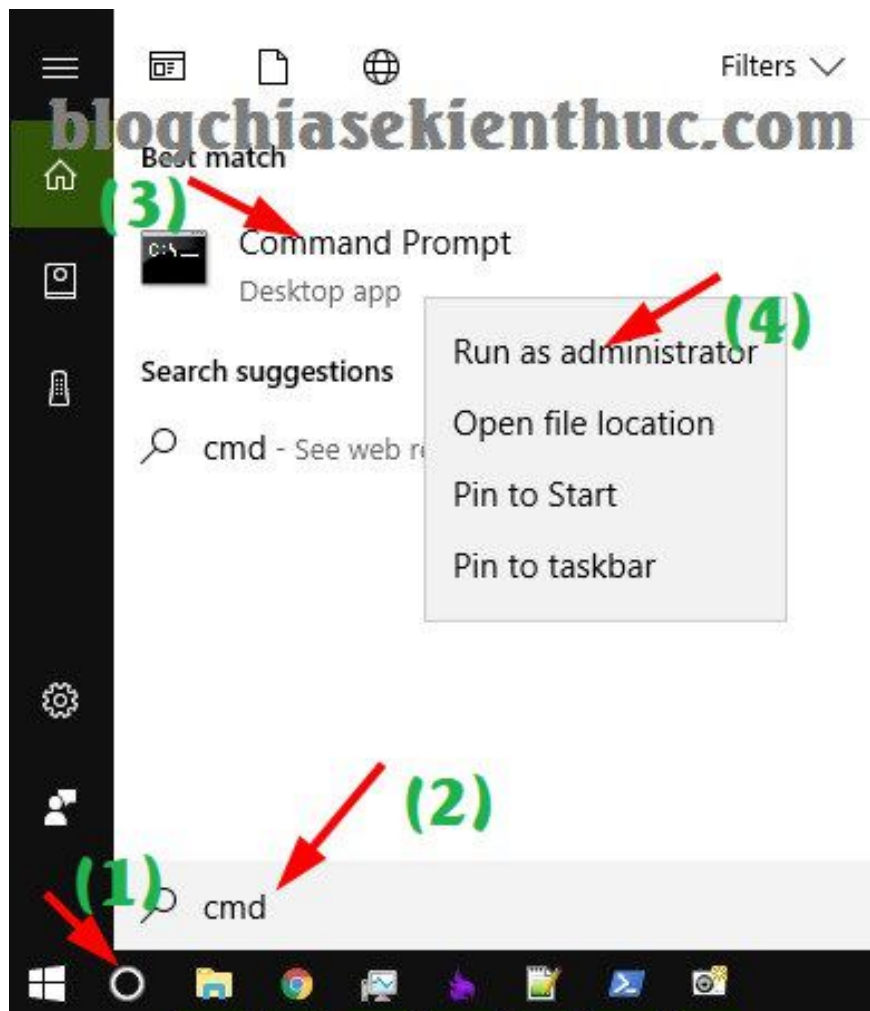 Filters
blogchiasekienthuc.com
Best match
(3)
Command Prompt
C:\_
Desktop app
(4)
Run as administrator
Search suggestions
Open file location
cmd - See web re
Pin to Start
Pin to taskbar
(2)
(1)
cmd